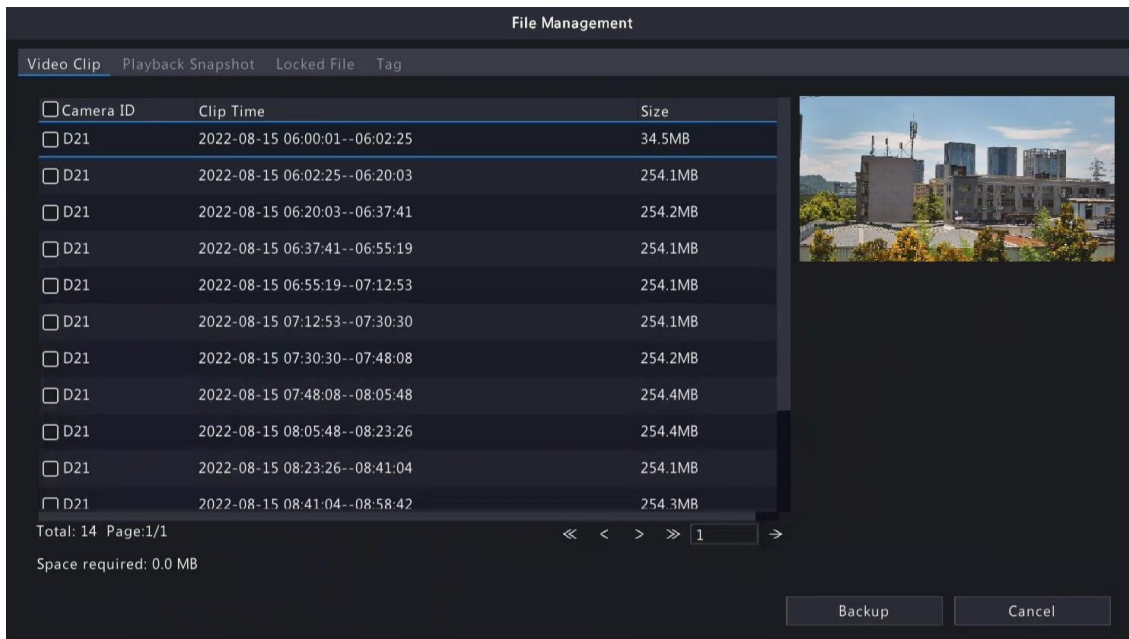 File Management
Video Clip Playback Snapshot Locked File Tag
Camera ID Clip Time Size
D21 2022-08-15 06:00:01--06:02:25 34.5MB
D21 2022-08-15 06:02:25--06:20:03 254.1MB
D21 2022-08-15 06:20:03--06:37:41 254.2MB
D21 2022-08-15 06:37:41--06:55:19 254.1MB
D21 2022-08-15 06:55:19--07:12:53 254.1MB
D21 2022-08-15 07:12:53--07:30:30 254.1MB
D21 2022-08-15 07:30:30--07:48:08 254.2MB
D21 2022-08-15 07:48:08--08:05:48 254.4MB
D21 2022-08-15 08:05:48--08:23:26 254.4MB
D21 2022-08-15 08:23:26--08:41:04 254.1MB
D21 2022-08-15 08:41:04--08:58:42 254.3MB
Total: 14 Page:1/1 ≪ < > ≫ 1 →
Space required: 0.0 MB
Backup Cancel